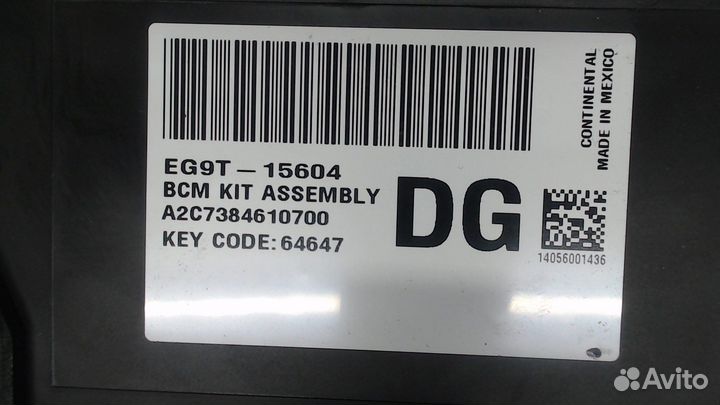 EG9T-15604
BCM KIT ASSEMBLY
A2C7384610700
KEY CODE: 64647
DG
CONTINENTAL
MADE IN MEXICO
14056001436
Avito